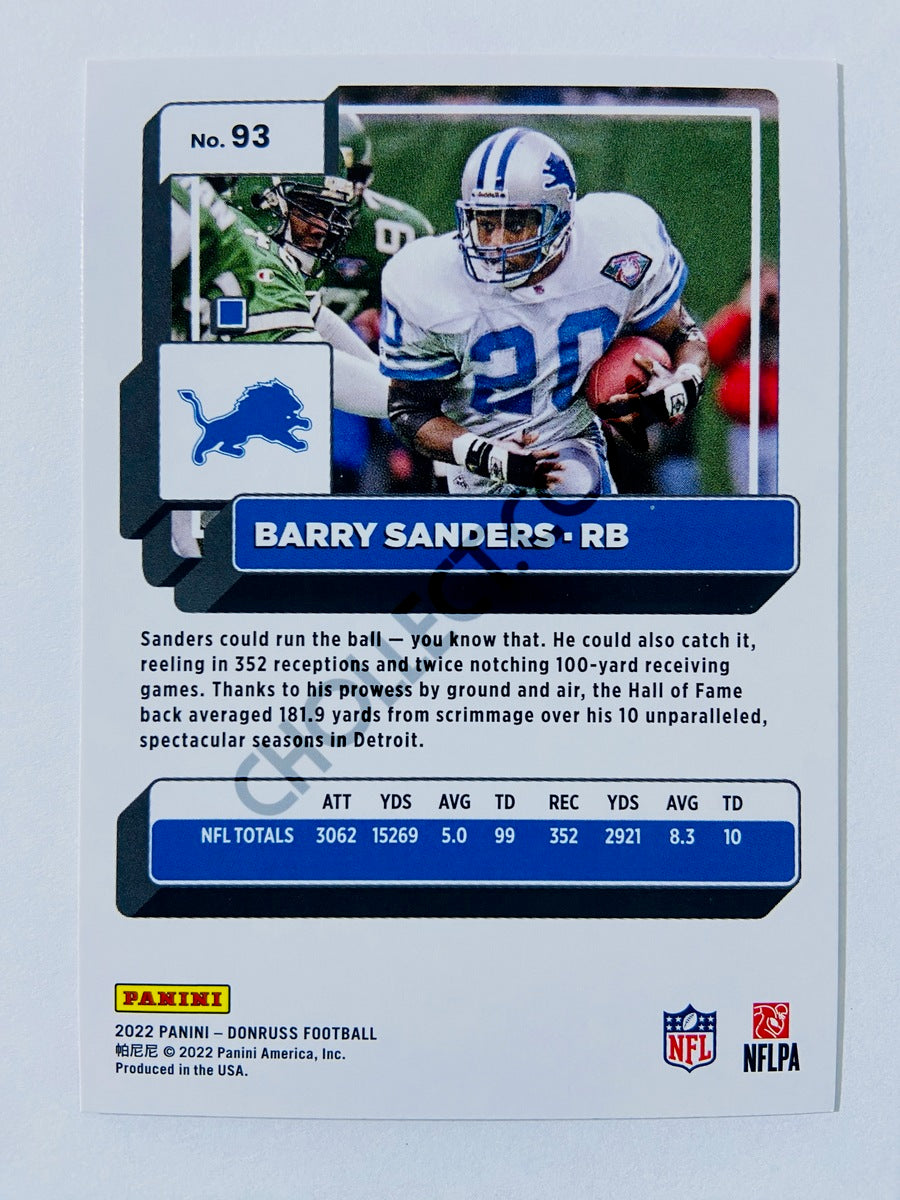 No. 93
20
BARRY SANDERS · RB
Sanders could run the ball — you know that. He could also catch it,
reeling in 352 receptions and twice notching 100-yard receiving
games. Thanks to his prowess by ground and air, the Hall of Fame
back averaged 181.9 yards from scrimmage over his 10 unparalleled,
spectacular seasons in Detroit.
CHOLLECT.CO
ATT YDS AVG TD REC YDS AVG TD
NFL TOTALS 3062 15269 5.0 99 352 2921 8.3 10
PANINI
2022 PANINI – DONRUSS FOOTBALL
帕尼尼 © 2022 Panini America, Inc.
Produced in the USA.
NFL
NFLPA